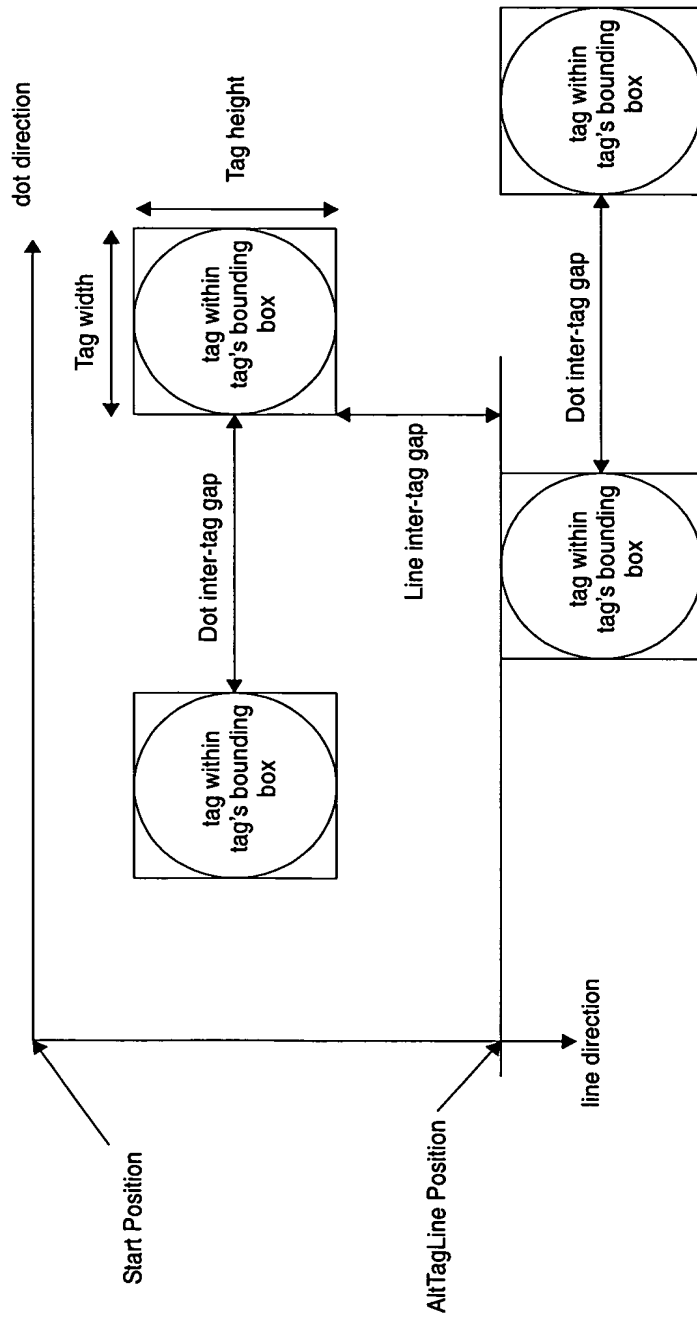 dot direction
Tag height
Tag width
tag within
tag's bounding
box
Dot inter-tag gap
tag within
tag's bounding
box
Line inter-tag gap
tag within
tag's bounding
box
Dot inter-tag gap
tag within
tag's bounding
box
line direction
Start Position
AltTagLine Position